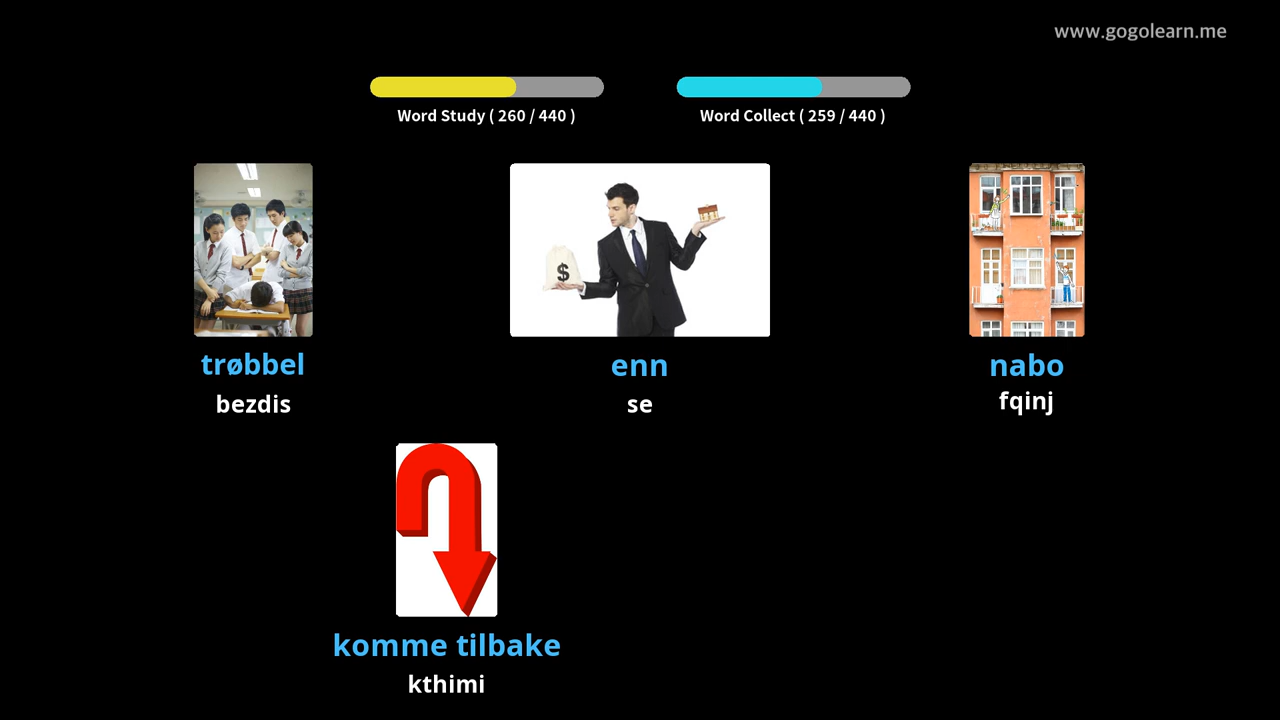 www.gogolearn.me
Word Study ( 260 / 440 )
Word Collect ( 259 / 440 )
$
trøbbel
enn
nabo
bezdis
se
fqinj
komme tilbake
kthimi